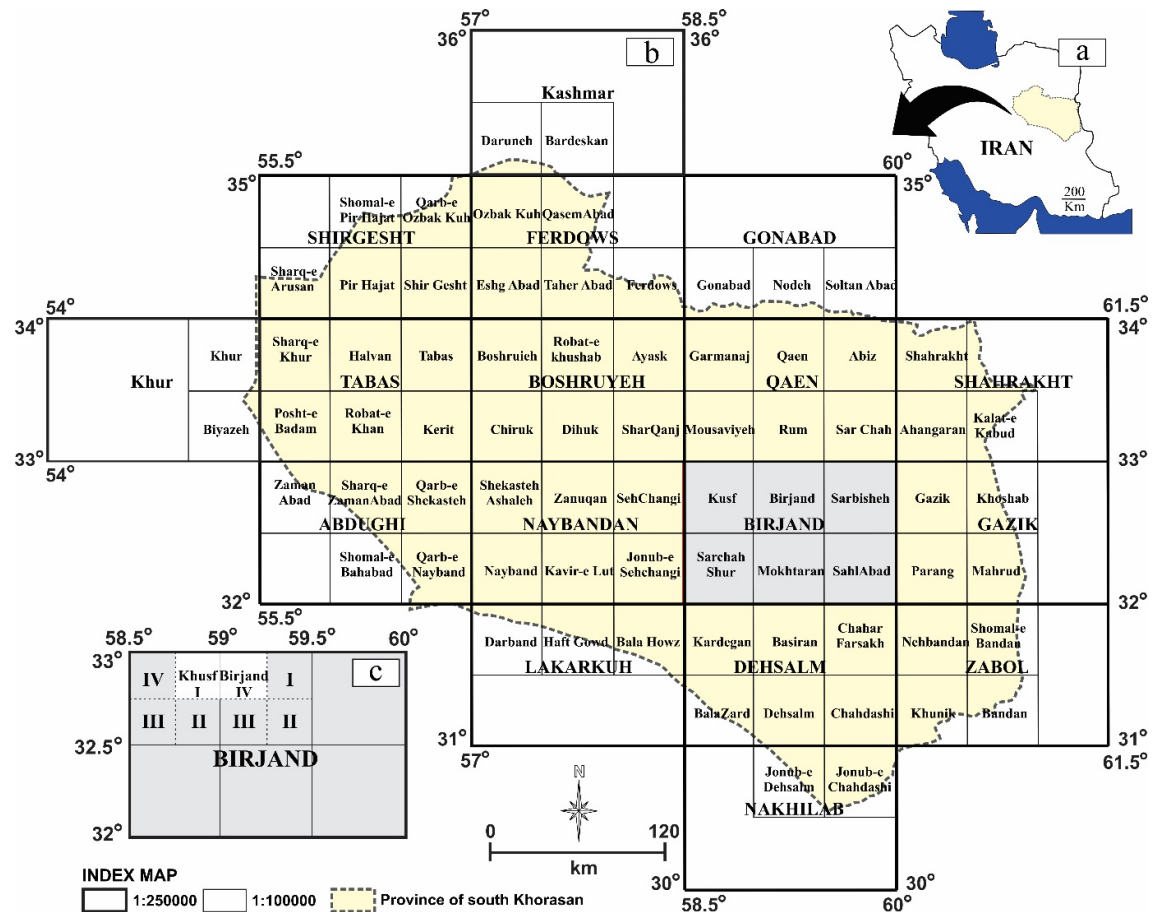 57°
58.5°
36°
36°
b
a
Kashmar
Daruneh
Bardeskan
IRAN
200
Km
55.5°
35°
60°
35°
Shomal-e
Pir Hajat
Qarb-e
Ozbak Kuh
Ozbak Kuh
QasemAbad
SHIRGESHT
FERDOWS
GONABAD
Sharq-e
Arusan
Pir Hajat
Shir Gesht
Eshg Abad
Taher Abad
Ferdows
Gonabad
Nodeh
Soltan Abad
54°
34°
61.5°
34°
Khur
Khur
Sharq-e
Khur
Halvan
Tabas
Boshruieh
Robat-e
khushab
Ayask
Garmanaj
Qaen
Abiz
Shahrakht
TABAS
BOSHRUYEH
QAEN
SHAHRAKHT
Biyazeh
Posht-e
Badam
Robat-e
Khan
Kerit
Chiruk
Dihuk
SharQanj
Mousaviyeh
Rum
Sar Chah
Ahangaran
Kalat-e
Kabud
33°
54°
33°
Zaman
Abad
Sharq-e
ZamanAbad
Qarb-e
Shekasteh
Shekasteh
Ashaleh
Zanuqan
SehChangi
Kusf
Birjand
Sarbisheh
Gazik
Khoshab
ABDUGHI
NAYBANDAN
BIRJAND
GAZIK
Shomal-e
Bahabad
Qarb-e
Nayband
Nayband
Kavir-e Lut
Jonub-e
Sehchangi
Sarchah
Shur
Mokhtaran
SahlAbad
Parang
Mahrud
32°
55.5°
32°
Darband
Haft Gowd
Bala Howz
Kardegan
Basiran
Chahar
Farsakh
Nehbandan
Shomal-e
Bandan
LAKARKUH
DEHSALM
ZABOL
BalaZard
Dehsalm
Chahdashi
Khunik
Bandan
31°
57°
31°
61.5°
Jonub-e
Dehsalm
Jonub-e
Chahdashi
NAKHILAB
58.5°
59°
59.5°
60°
33°
c
IV
Khusf
I
Birjand
IV
I
III
II
III
II
32.5°
BIRJAND
32°
N
0
120
km
30°
58.5°
30°
60°
INDEX MAP
1:250000
1:100000
Province of south Khorasan